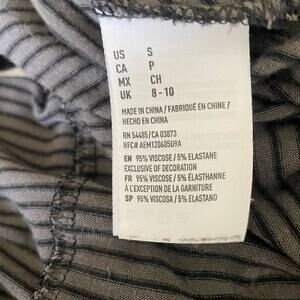 US S
CA P
MX CH
UK 8 - 10
MADE IN CHINA / FABRIQUÉ EN CHINE /
HECHO EN CHINA
RN 54485/CA 03873
RFC# AEM120605U9A
EN 95% VISCOSE / 5% ELASTANE
EXCLUSIVE OF DECORATION
FR 95% VISCOSE / 5% ÉLASTHANNE
À L'EXCEPTION DE LA GARNITURE
SP 95% VISCOSA / 5% ELASTANO